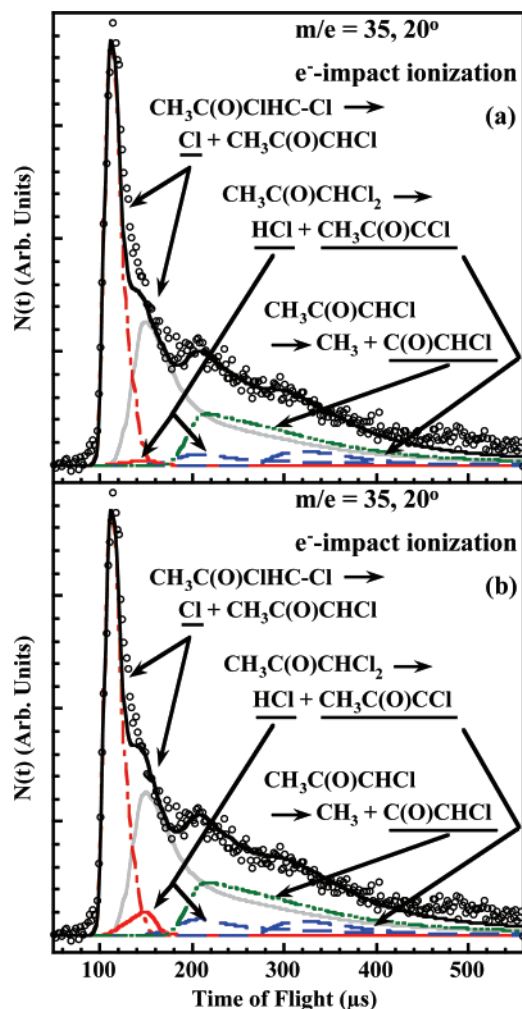 m/e = 35, 20°
e⁻-impact ionization
CH₃C(O)ClHC-Cl →
(a)
Cl + CH₃C(O)CHCl
CH₃C(O)CHCl₂ →
HCl + CH₃C(O)CCl
CH₃C(O)CHCl
→ CH₃ + C(O)CHCl
N(t) (Arb. Units)
m/e = 35, 20°
e⁻-impact ionization
CH₃C(O)ClHC-Cl →
(b)
Cl + CH₃C(O)CHCl
CH₃C(O)CHCl₂ →
HCl + CH₃C(O)CCl
CH₃C(O)CHCl
→ CH₃ + C(O)CHCl
N(t) (Arb. Units)
100 200 300 400 500
Time of Flight (µs)